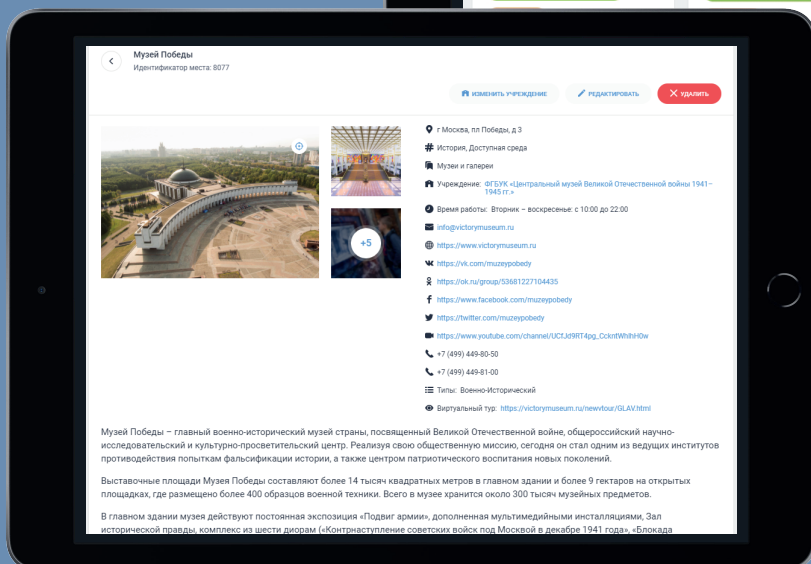 Музей Победы
Идентификатор места: 8077
ИЗМЕНИТЬ УЧРЕЖДЕНИЕ
РЕДАКТИРОВАТЬ
УДАЛИТЬ
г Москва, пл Победы, д 3
История, Доступная среда
Музеи и галереи
Учреждение: ФГБУК «Центральный музей Великой Отечественной войны 1941–
1945 гг.»
Время работы: Вторник – воскресенье: с 10:00 до 22:00
info@victorymuseum.ru
https://www.victorymuseum.ru
https://vk.com/muzeypobedy
https://ok.ru/group/53681227104435
https://www.facebook.com/muzeypobedy
https://twitter.com/muzeypobedy
https://www.youtube.com/channel/UCfJd9RT4pg_CckntWhlhH0w
+7 (499) 449-80-50
+7 (499) 449-81-00
Типы: Военно-Исторический
Виртуальный тур: https://victorymuseum.ru/newvtour/GLAV.html
+5
Музей Победы – главный военно-исторический музей страны, посвященный Великой Отечественной войне, общероссийский научно-
исследовательский и культурно-просветительский центр. Реализуя свою общественную миссию, сегодня он стал одним из ведущих институтов
противодействия попыткам фальсификации истории, а также центром патриотического воспитания новых поколений.
Выставочные площади Музея Победы составляют более 14 тысяч квадратных метров в главном здании и более 9 гектаров на открытых
площадках, где размещено более 400 образцов военной техники. Всего в музее хранится около 300 тысяч музейных предметов.
В главном здании музея действуют постоянная экспозиция «Подвиг армии», дополненная мультимедийными инсталляциями, Зал
исторической правды, комплекс из шести диорам («Контрнаступление советских войск под Москвой в декабре 1941 года», «Блокада